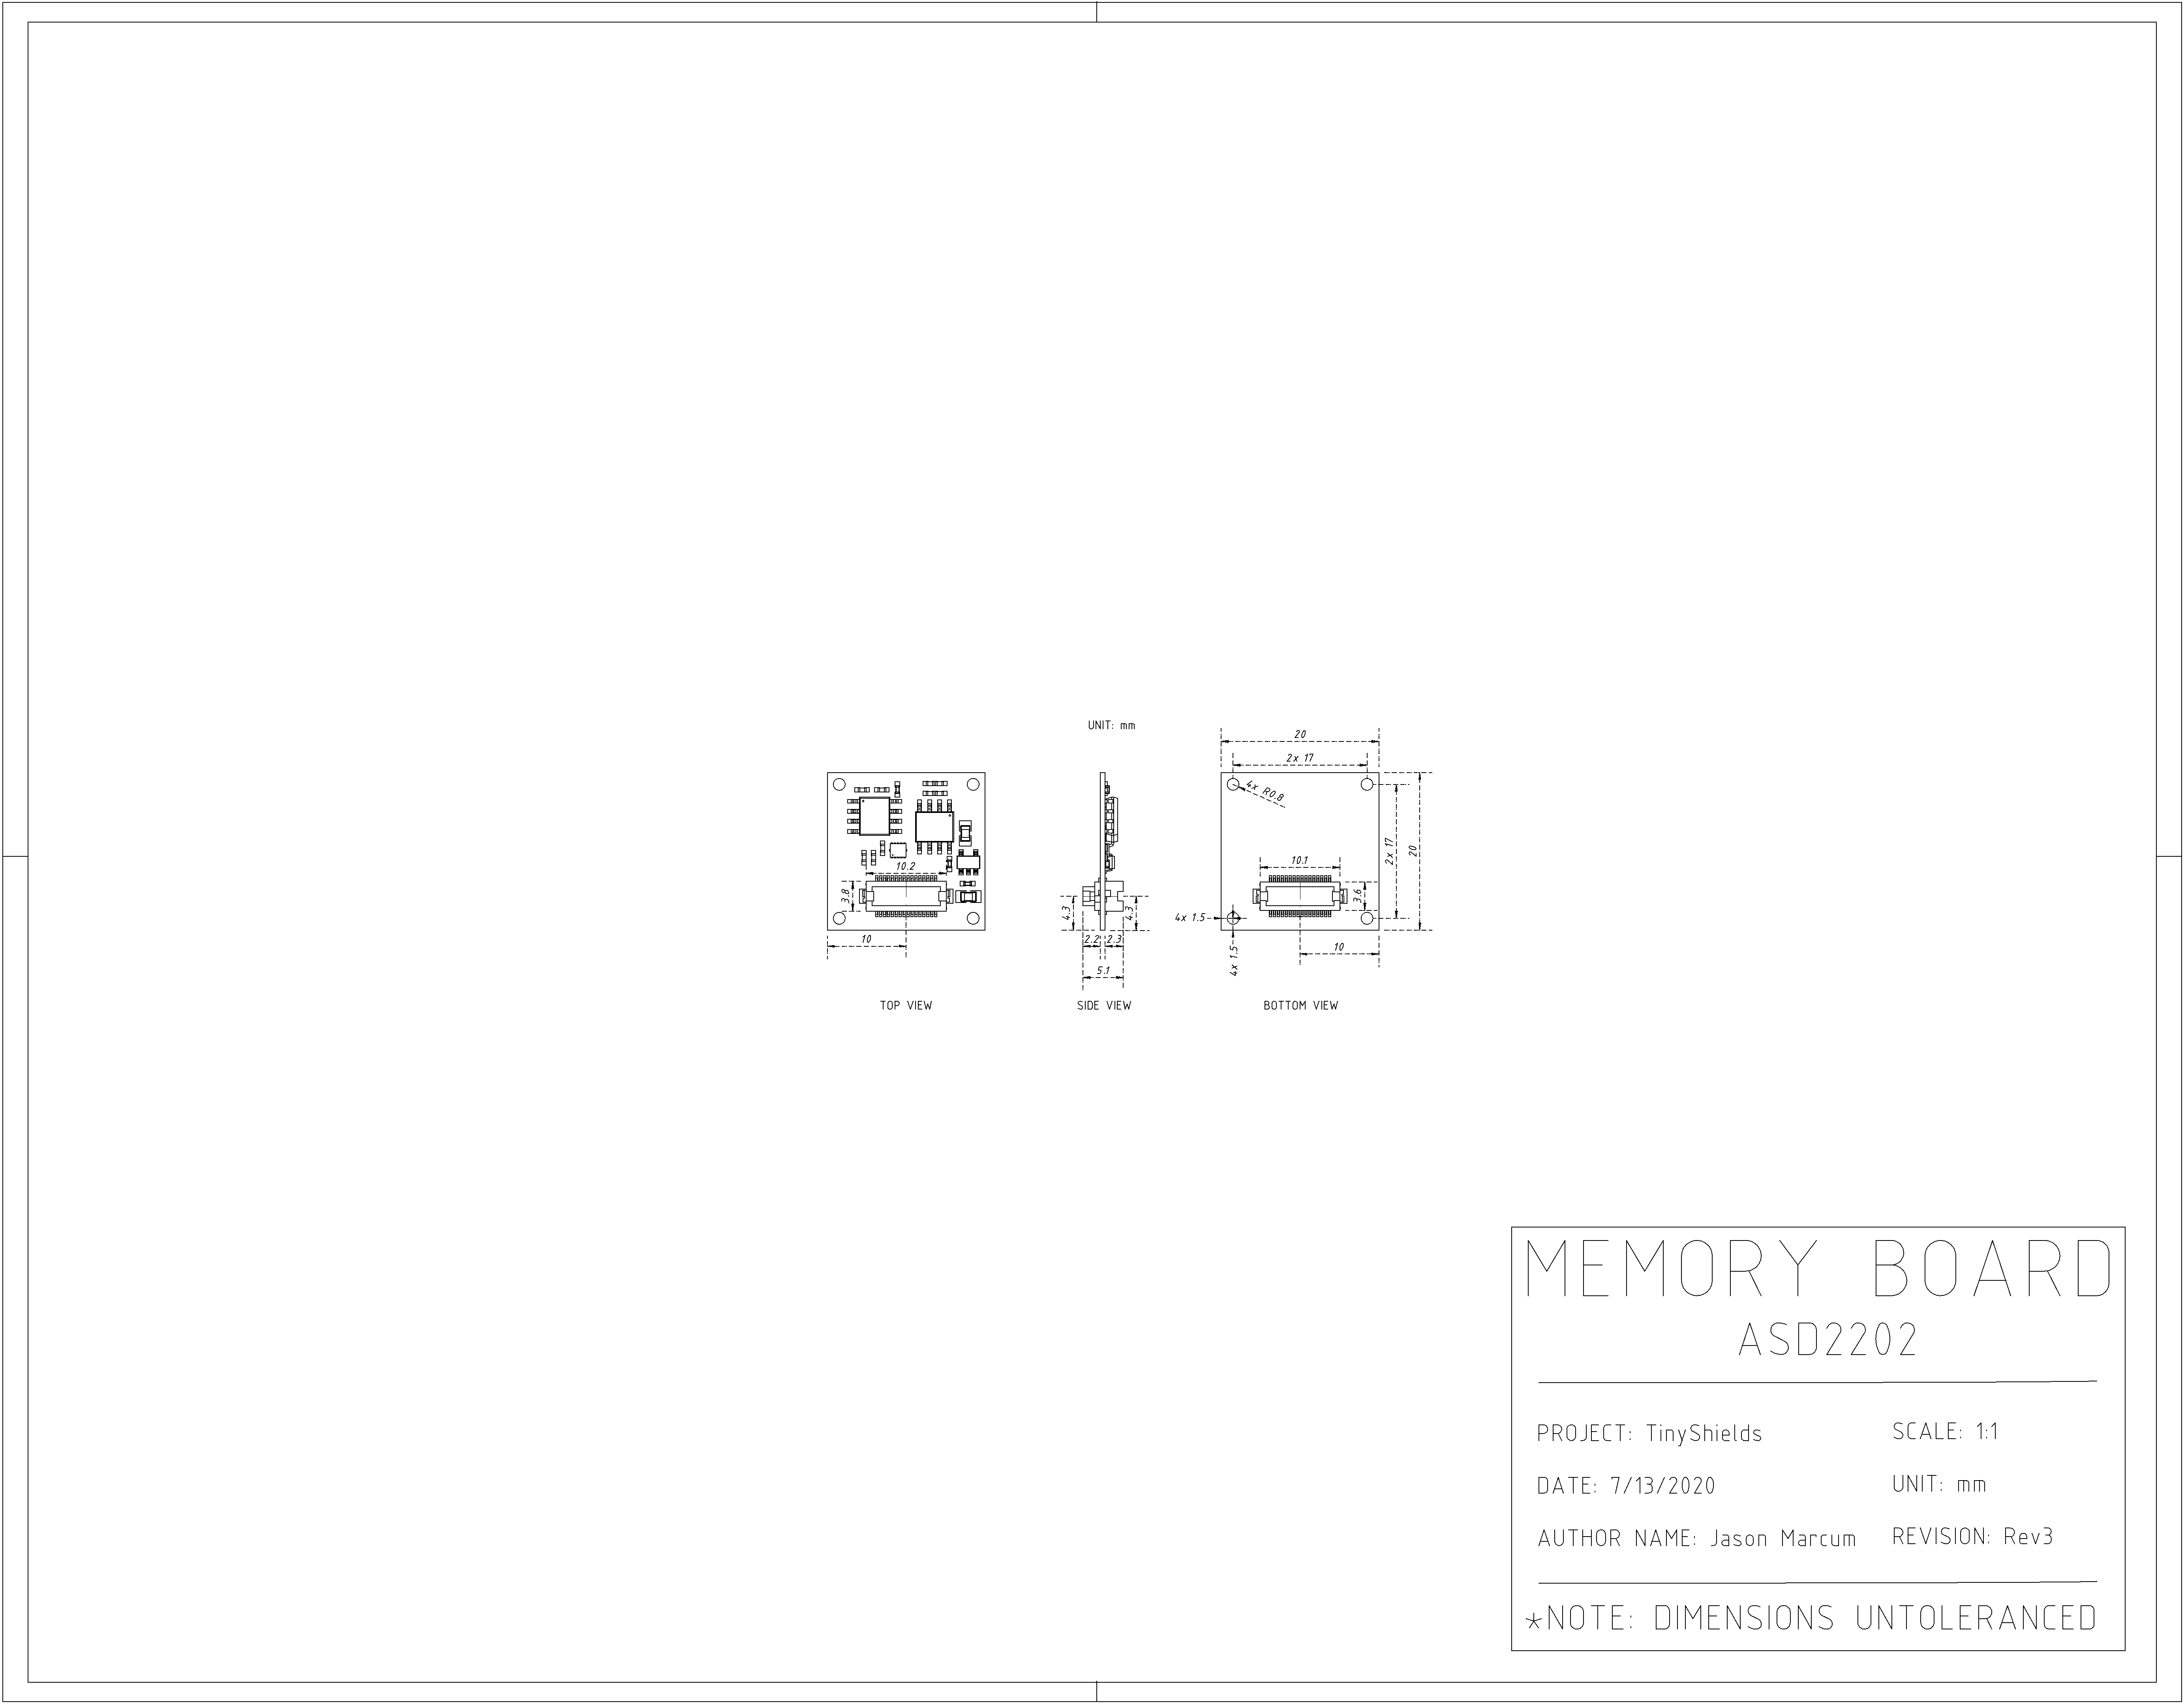 UNIT: mm
20
2x 17
4x R0.8
2x 17
20
10.2
10.1
3.8
3.6
4.3
4.3
4x 1.5
4x 1.5
10
2.2
2.3
10
5.1
TOP VIEW
SIDE VIEW
BOTTOM VIEW
MEMORY BOARD
ASD2202
PROJECT: TinyShields
SCALE: 1:1
DATE: 7/13/2020
UNIT: mm
AUTHOR NAME: Jason Marcum
REVISION: Rev3
*NOTE: DIMENSIONS UNTOLERANCED